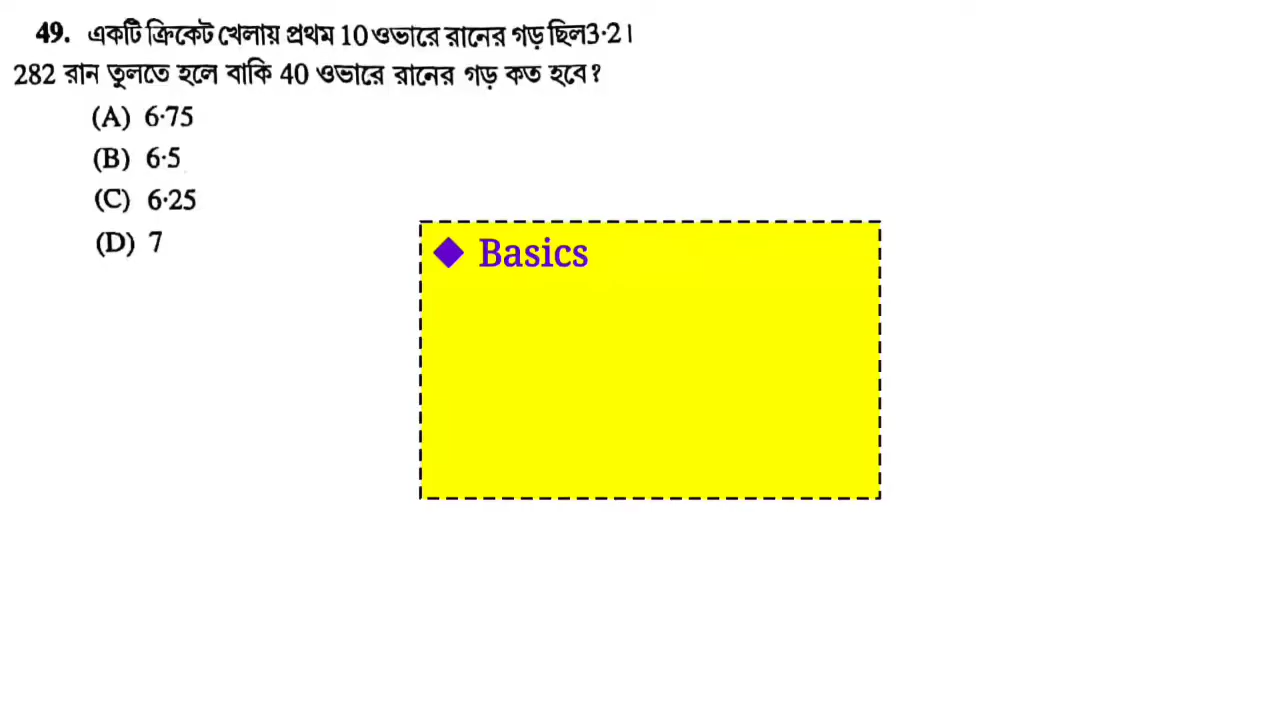 49. একটি ক্রিকেট খেলায় প্রথম 10 ওভারে রানের গড় ছিল3·2।
282 রান তুলতে হলে বাকি 40 ওভারে রানের গড় কত হবে?
(A) 6·75
(B) 6·5
(C) 6·25
(D) 7
◆ Basics